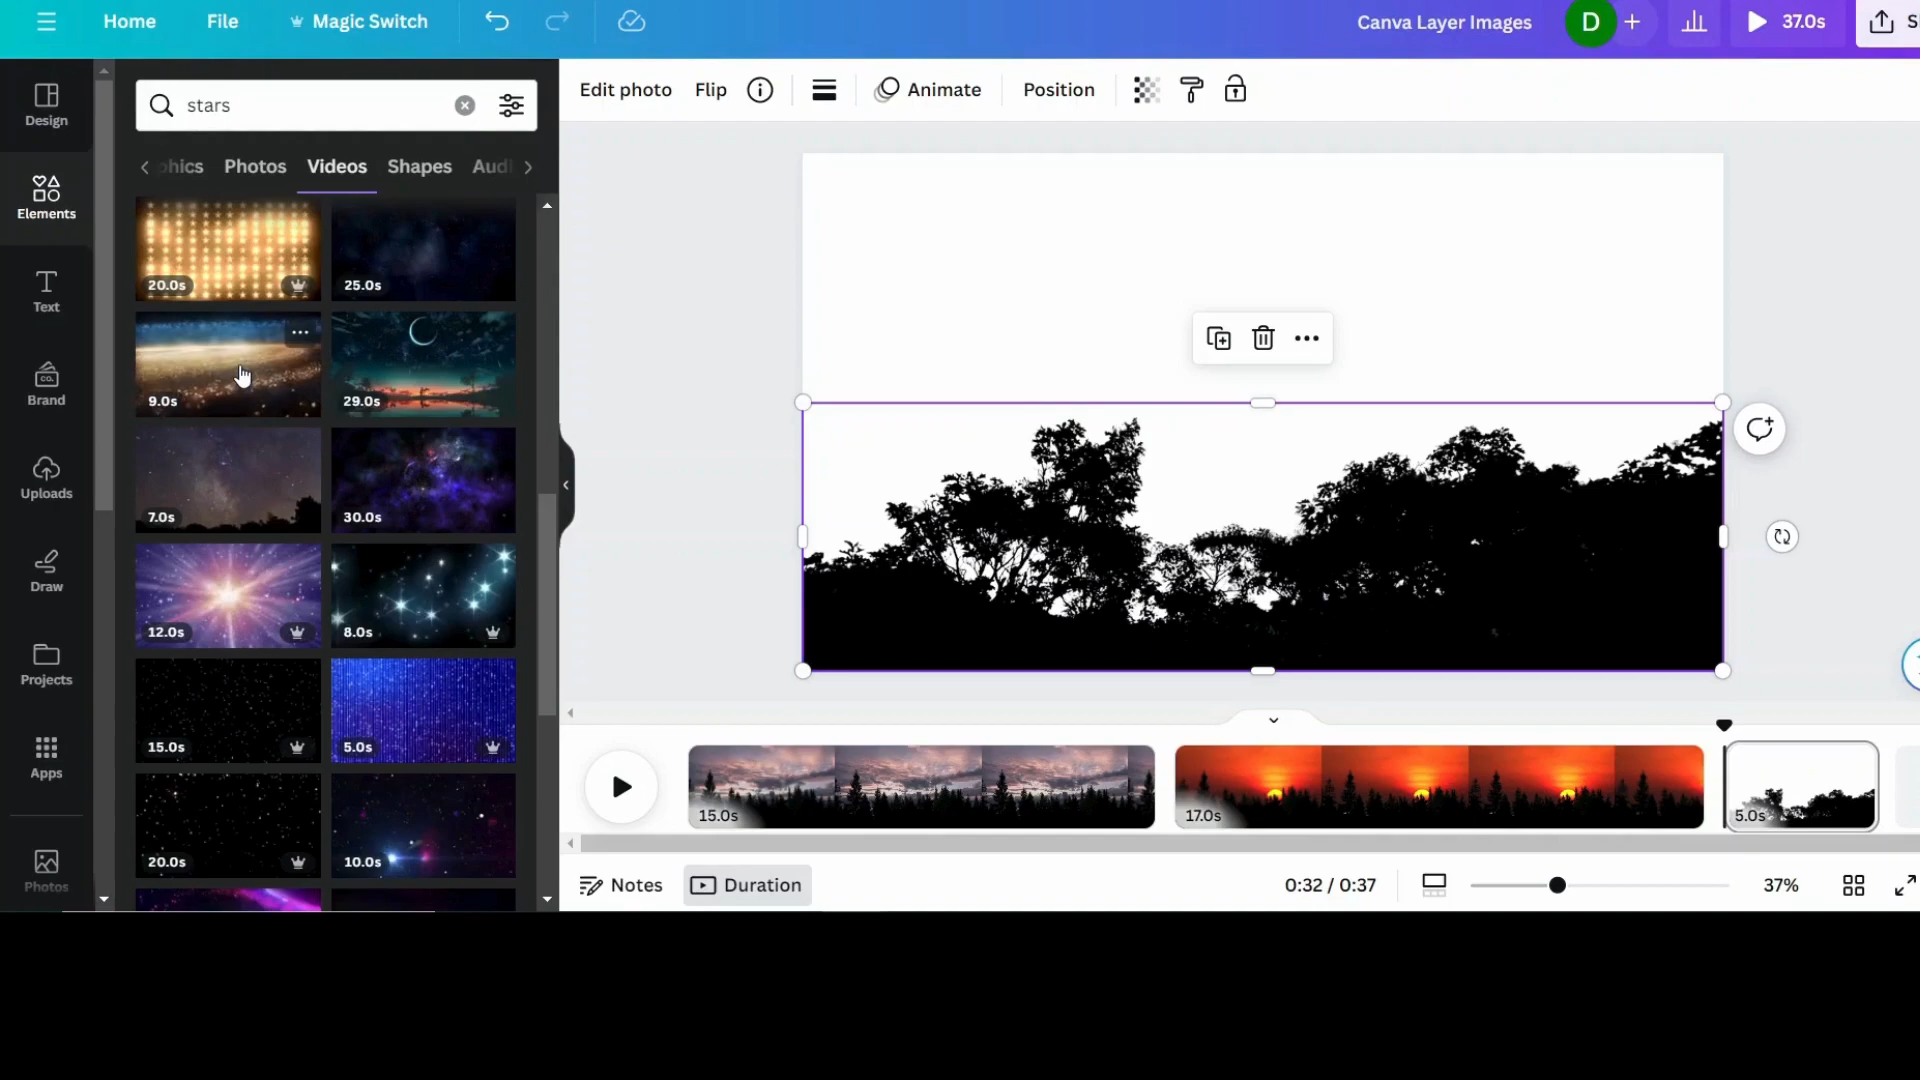 Home File Magic Switch Canva Layer Images D 37.0s
Design
Elements
Text
Brand
CO.
Uploads
Draw
Projects
Apps
Photos
stars
Photos Videos Shapes
20.0s 25.0s
9.0s 29.0s
7.0s 30.0s
12.0s 8.0s
15.0s 5.0s
20.0s 10.0s
Edit photo Flip Animate Position
15.0s 17.0s 5.0s
Notes Duration 0:32 / 0:37 37%